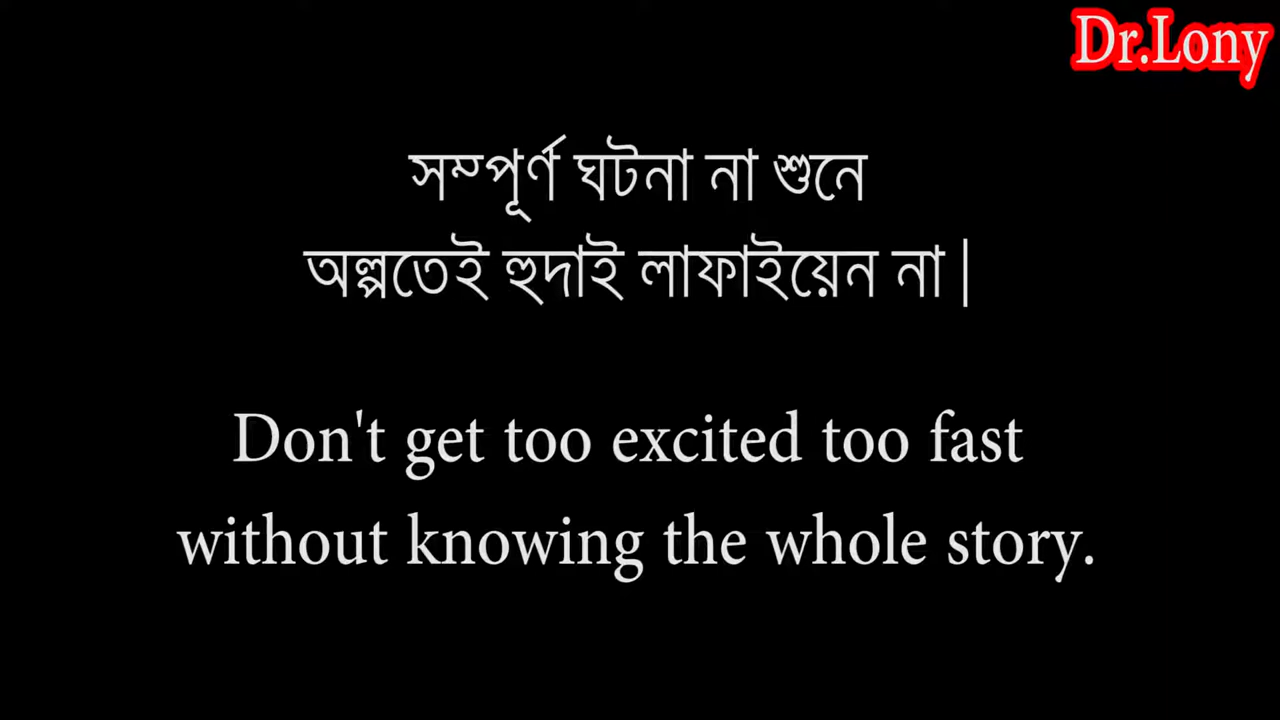 Dr.Lony
সম্পূর্ণ ঘটনা না শুনে
অল্পতেই হুদাই লাফাইয়েন না |
Don't get too excited too fast
without knowing the whole story.